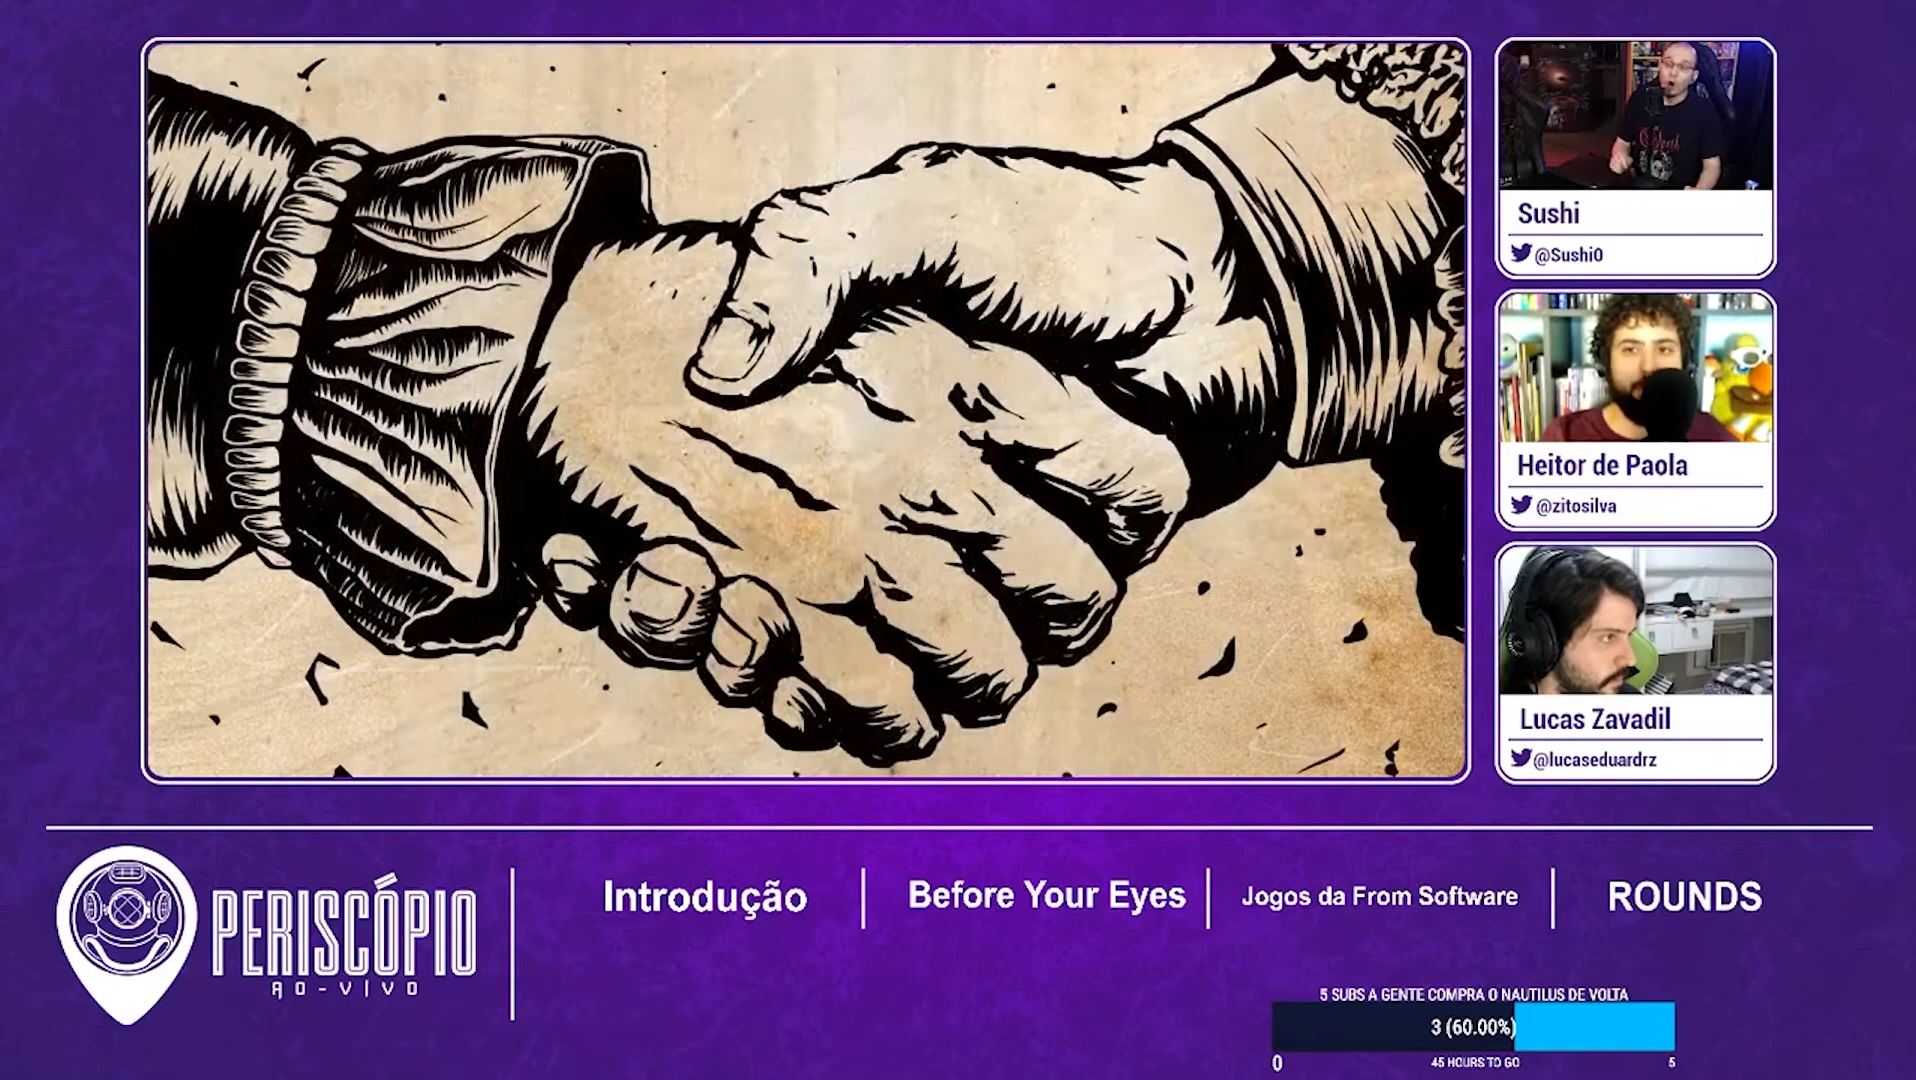 Sushi
@Sushi0
Heitor de Paola
@zitosilva
Lucas Zavadil
@lucaseduardrz
PERISCÓPIO
AO-VIVO
Introdução
Before Your Eyes
Jogos da From Software
ROUNDS
5 SUBS A GENTE COMPRA O NAUTILUS DE VOLTA
3 (60.00%)
0
45 HOURS TO GO
5